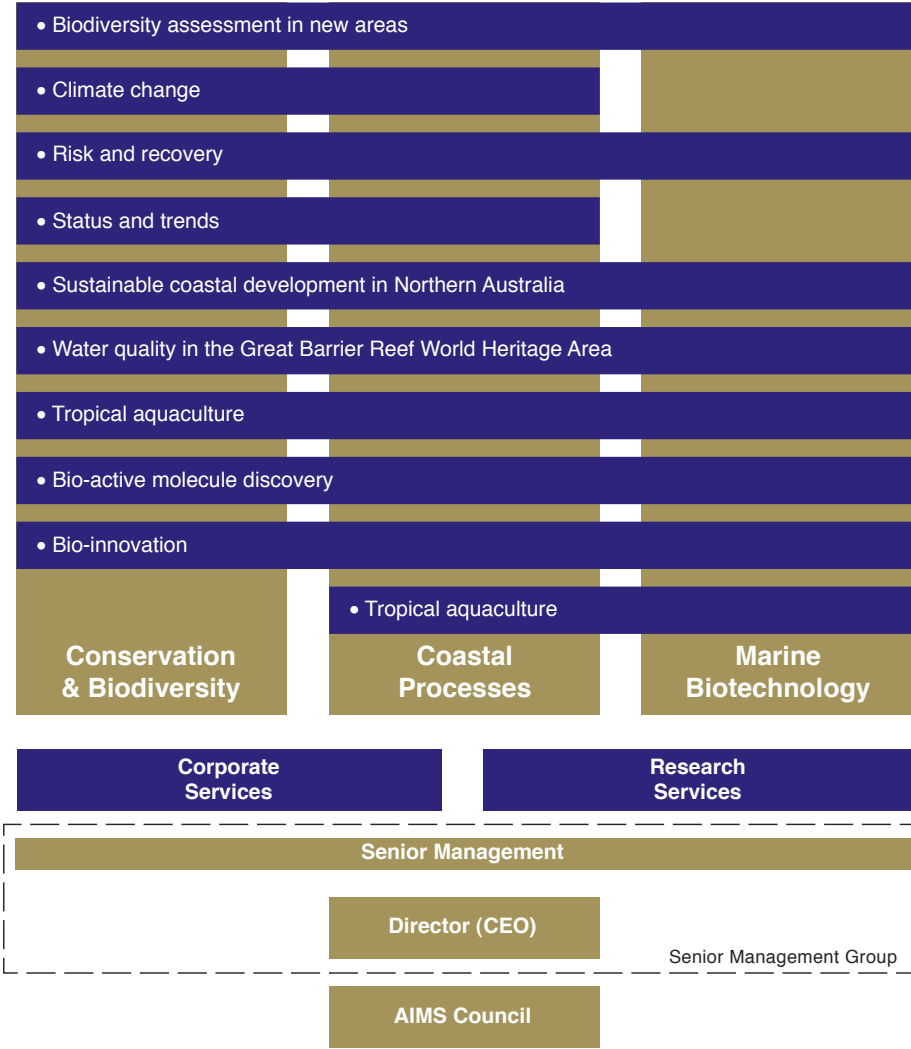 • Biodiversity assessment in new areas
• Climate change
• Risk and recovery
• Status and trends
• Sustainable coastal development in Northern Australia
• Water quality in the Great Barrier Reef World Heritage Area
• Tropical aquaculture
• Bio-active molecule discovery
• Bio-innovation
• Tropical aquaculture
Conservation
& Biodiversity
Coastal
Processes
Marine
Biotechnology
Corporate
Services
Research
Services
Senior Management
Director (CEO)
Senior Management Group
AIMS Council